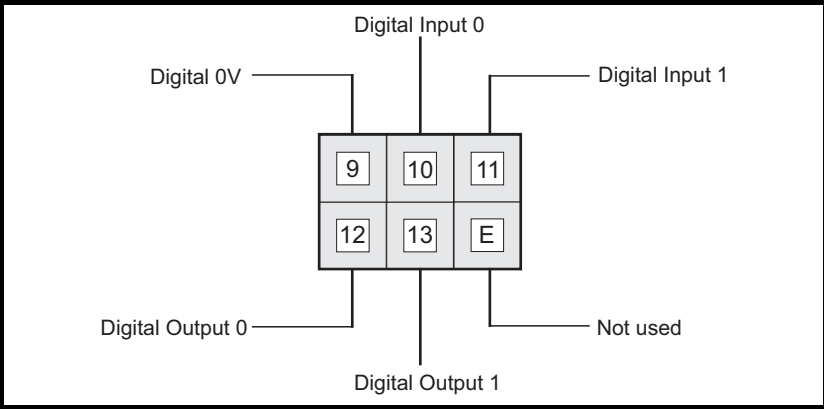 Digital Input 0
Digital 0V
Digital Input 1
9 10 11
12 13 E
Digital Output 0
Not used
Digital Output 1